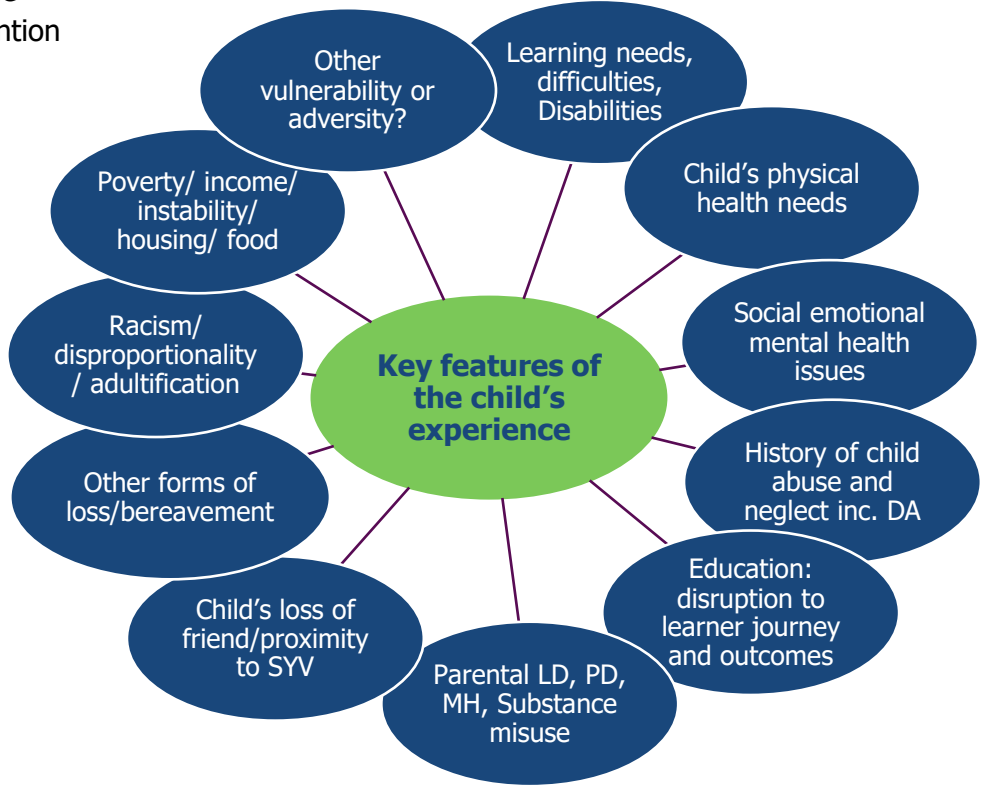 Other
vulnerability or
adversity?
Learning needs,
difficulties,
Disabilities
Child's physical
health needs
Social emotional
mental health
issues
History of child
abuse and
neglect inc. DA
Education:
disruption to
learner journey
and outcomes
Parental LD, PD,
MH, Substance
misuse
Child's loss of
friend/proximity
to SYV
Other forms of
loss/bereavement
Racism/
disproportionality
/ adultification
Poverty/ income/
instability/
housing/ food
Key features of
the child's
experience